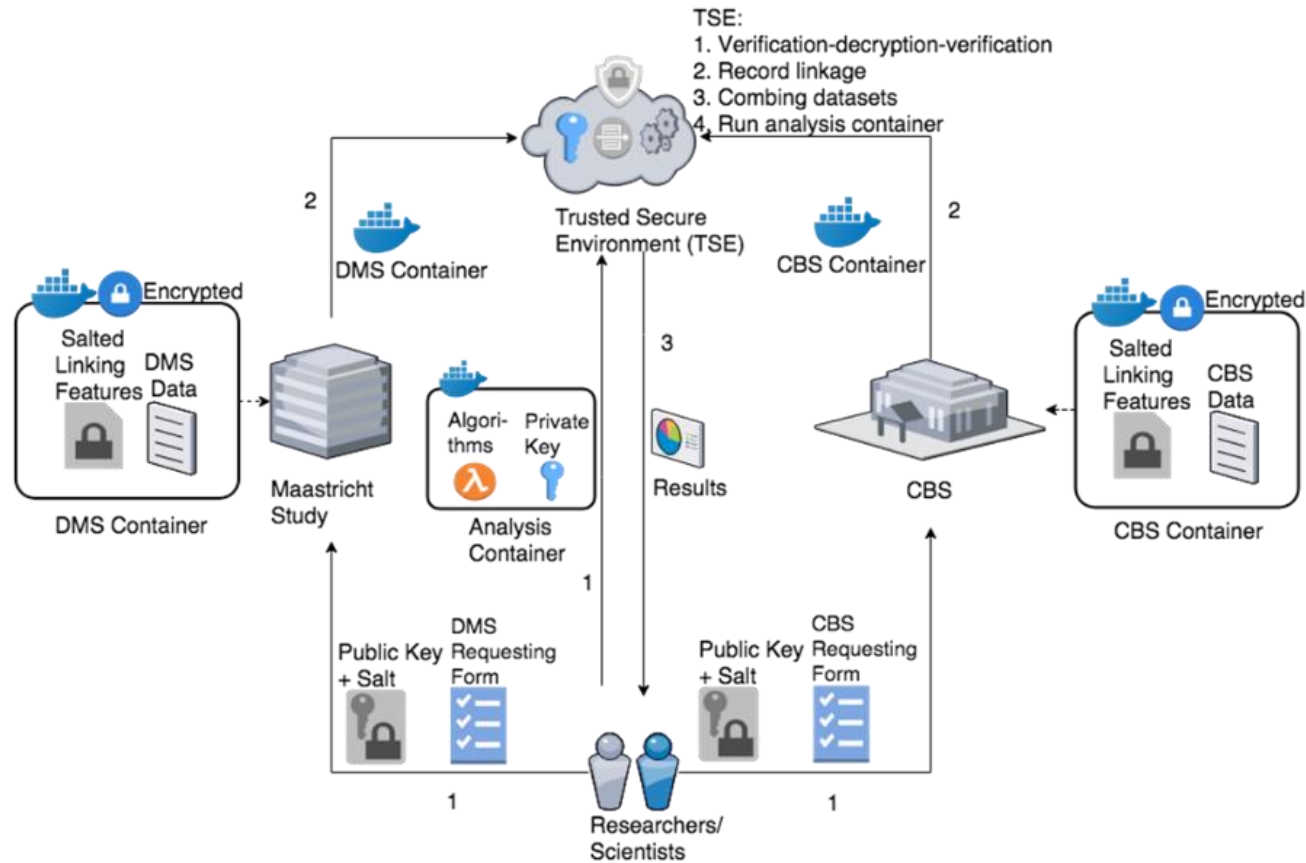 TSE:
1. Verification-decryption-verification
2. Record linkage
3. Combing datasets
4. Run analysis container
2
2
Trusted Secure
Environment (TSE)
DMS Container
CBS Container
Encrypted
Salted
Linking
Features
DMS
Data
DMS Container
Maastricht
Study
Algori-
thms
Private
Key
Analysis
Container
1
3
Results
CBS
Encrypted
Salted
Linking
Features
CBS
Data
CBS Container
Public Key
+ Salt
DMS
Requesting
Form
Public Key
+ Salt
CBS
Requesting
Form
1
1
Researchers/
Scientists